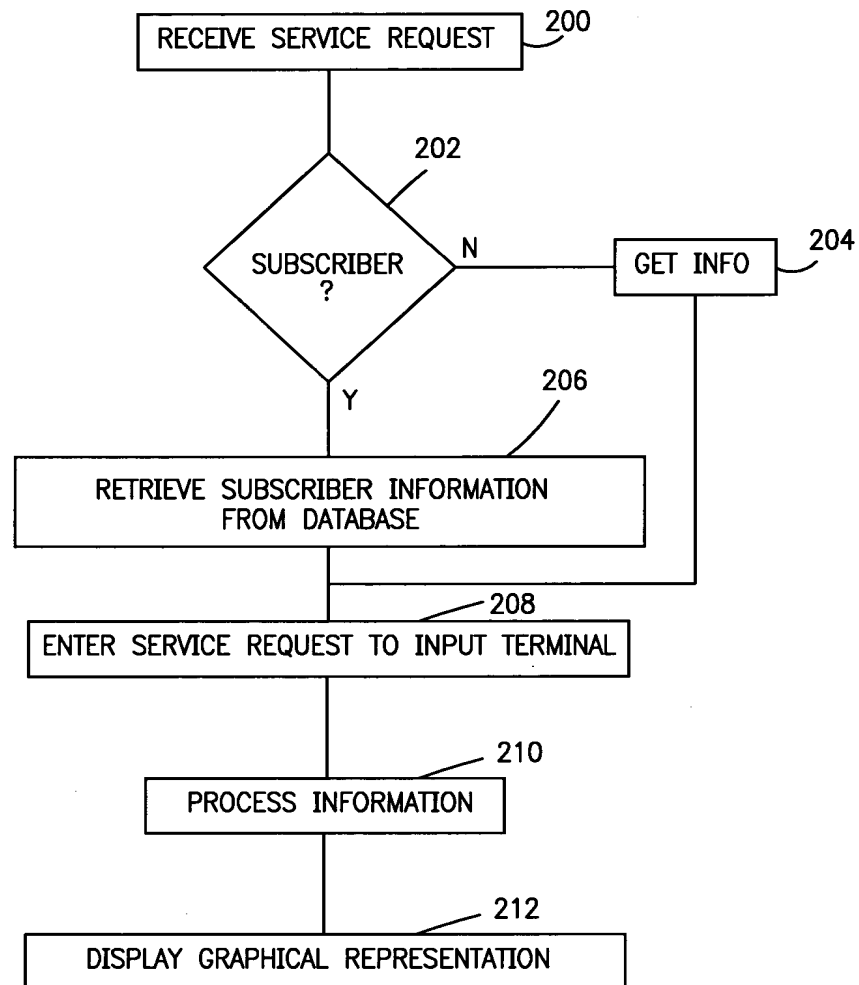 RECEIVE SERVICE REQUEST
200
202
SUBSCRIBER
?
N
GET INFO
204
Y
206
RETRIEVE SUBSCRIBER INFORMATION
FROM DATABASE
208
ENTER SERVICE REQUEST TO INPUT TERMINAL
210
PROCESS INFORMATION
212
DISPLAY GRAPHICAL REPRESENTATION